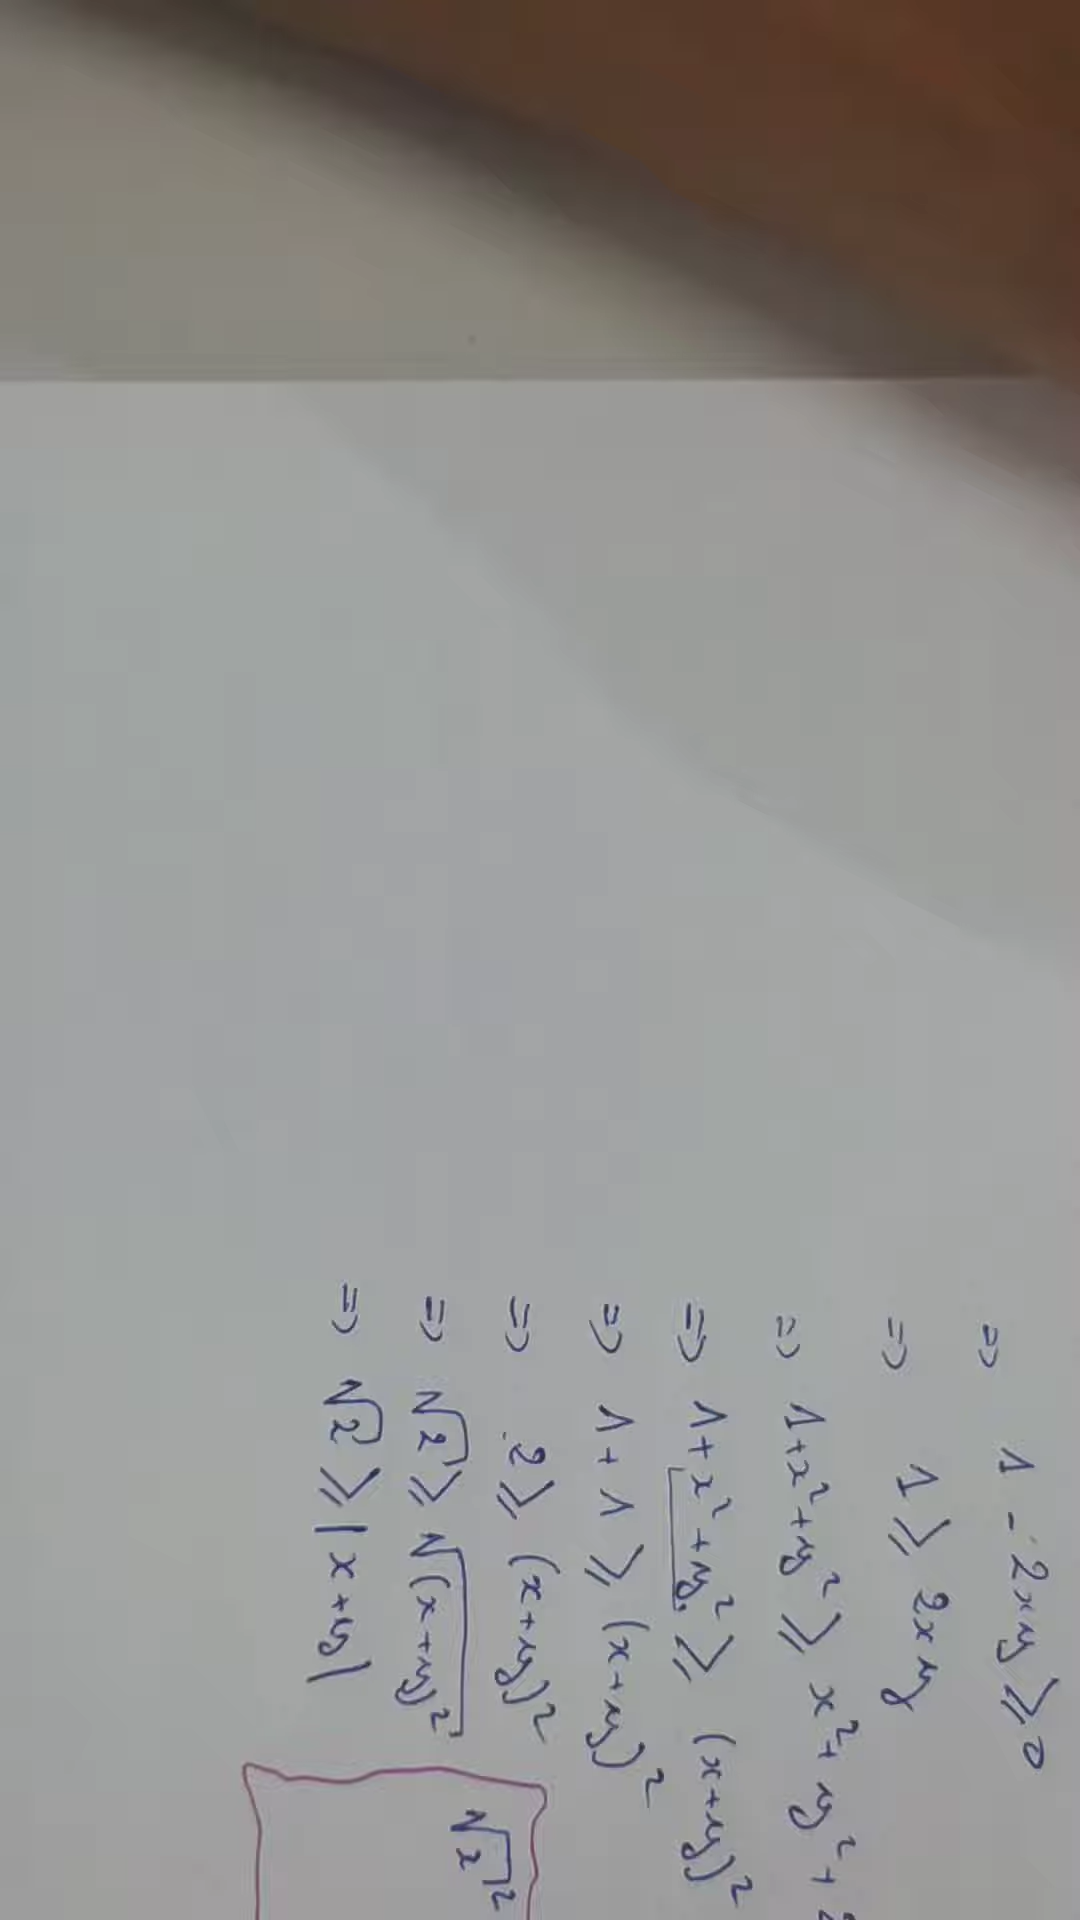 => 1 - 2xy ⩾ 0
=> 1 ⩾ 2xy
=> 1+x²+y² ⩾ x²+y²+
=> 1+x²+y² ⩾ (x+y)²
=> 1+1 ⩾ (x+y)²
=> 2 ⩾ (x+y)²
=> √2 ⩾ √(x+y)²
=> √2 ⩾ |x+y|
√x²